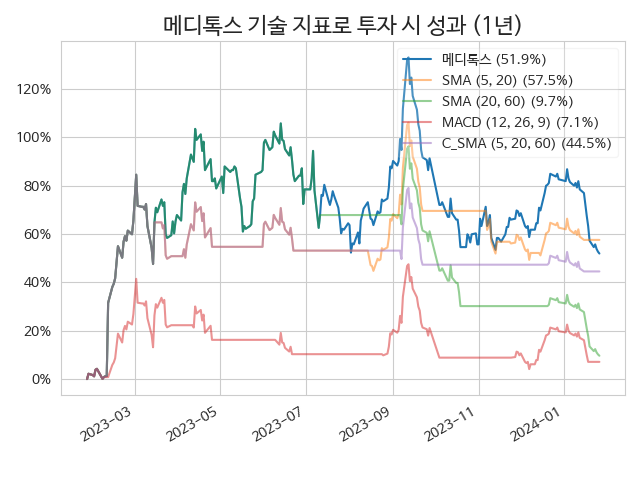 메디톡스 기술 지표로 투자 시 성과 (1년)
메디톡스 (51.9%)
SMA (5, 20) (57.5%)
SMA (20, 60) (9.7%)
MACD (12, 26, 9) (7.1%)
C_SMA (5, 20, 60) (44.5%)
120%
100%
80%
60%
40%
20%
0%
2023-03
2023-05
2023-07
2023-09
2023-11
2024-01